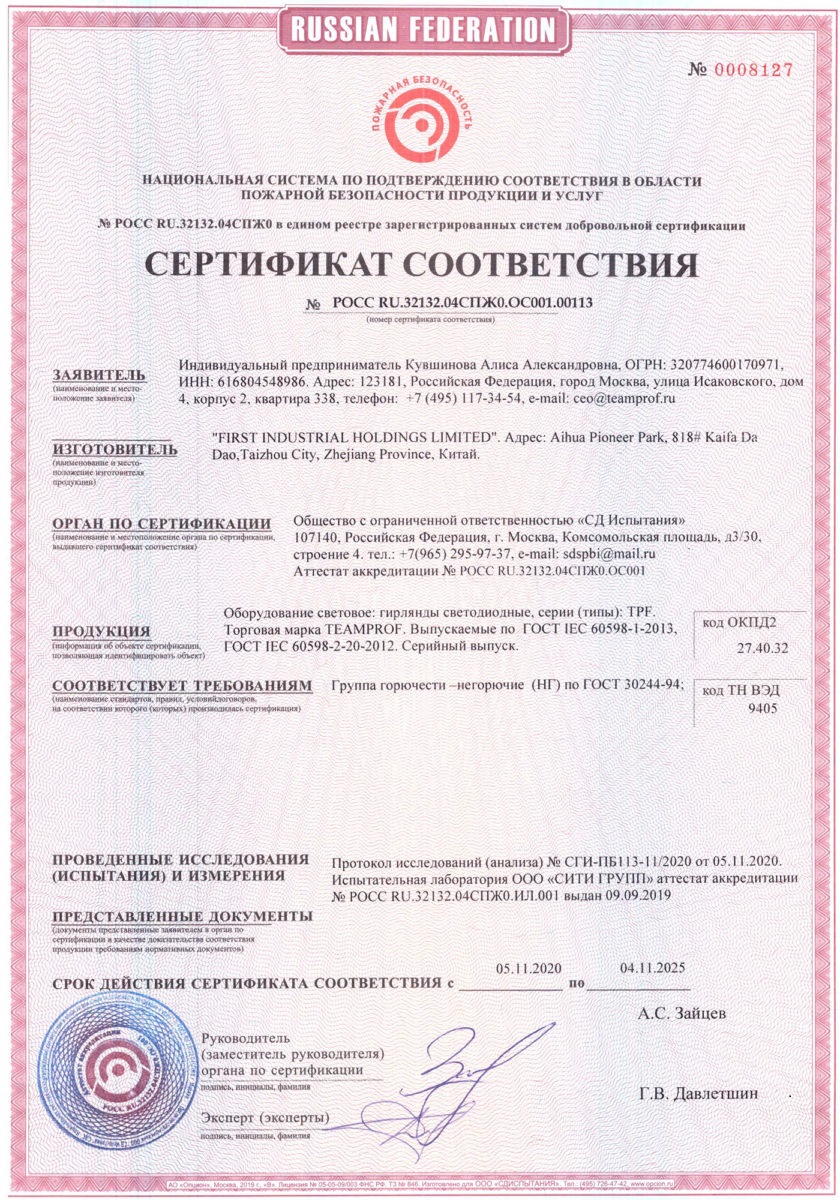 RUSSIAN FEDERATION
№ 0008127
ПОЖАРНАЯ БЕЗОПАСНОСТЬ
НАЦИОНАЛЬНАЯ СИСТЕМА ПО ПОДТВЕРЖДЕНИЮ СООТВЕТСТВИЯ В ОБЛАСТИ
ПОЖАРНОЙ БЕЗОПАСНОСТИ ПРОДУКЦИИ И УСЛУГ
№ РОСС RU.32132.04СПЖ0 в едином реестре зарегистрированных систем добровольной сертификации
СЕРТИФИКАТ СООТВЕТСТВИЯ
№ РОСС RU.32132.04СПЖ0.ОС001.00113
(номер сертификата соответствия)
ЗАЯВИТЕЛЬ
(наименование и место-
положение заявителя)
Индивидуальный предприниматель Кувшинова Алиса Александровна, ОГРН: 320774600170971,
ИНН: 616804548986. Адрес: 123181, Российская Федерация, город Москва, улица Исаковского, дом
4, корпус 2, квартира 338, телефон: +7 (495) 117-34-54, e-mail: ceo@teamprof.ru
ИЗГОТОВИТЕЛЬ
(наименование и место-
положение изготовителя
продукции)
"FIRST INDUSTRIAL HOLDINGS LIMITED". Адрес: Aihua Pioneer Park, 818# Kaifa Da
Dao,Taizhou City, Zhejiang Province, Китай.
ОРГАН ПО СЕРТИФИКАЦИИ
(наименование и местоположение органа по сертификации,
выдавшего сертификат соответствия)
Общество с ограниченной ответственностью «СД Испытания»
107140, Российская Федерация, г. Москва, Комсомольская площадь, д3/30,
строение 4. тел.: +7(965) 295-97-37, e-mail: sdspbi@mail.ru
Аттестат аккредитации № РОСС RU.32132.04СПЖ0.ОС001
ПРОДУКЦИЯ
(информация об объекте сертификации,
позволяющая идентифицировать объект)
Оборудование световое: гирлянды светодиодные, серии (типы): TPF.
Торговая марка TEAMPROF. Выпускаемые по ГОСТ IEC 60598-1-2013,
ГОСТ IEC 60598-2-20-2012. Серийный выпуск.
код ОКПД2
27.40.32
СООТВЕТСТВУЕТ ТРЕБОВАНИЯМ
(наименование стандартов, правил, условийдоговоров,
на соответствии которого (которых) производилась сертификация)
Группа горючести –негорючие (НГ) по ГОСТ 30244-94;
код ТН ВЭД
9405
ПРОВЕДЕННЫЕ ИССЛЕДОВАНИЯ
(ИСПЫТАНИЯ) И ИЗМЕРЕНИЯ
Протокол исследований (анализа) № СГИ-ПБ113-11/2020 от 05.11.2020.
Испытательная лаборатория ООО «СИТИ ГРУПП» аттестат аккредитации
№ РОСС RU.32132.04СПЖ0.ИЛ.001 выдан 09.09.2019
ПРЕДСТАВЛЕННЫЕ ДОКУМЕНТЫ
(документы представленные заявителем в орган по
сертификации в качестве доказательства соответствия
продукции требованиям нормативных документов)
СРОК ДЕЙСТВИЯ СЕРТИФИКАТА СООТВЕТСТВИЯ с 05.11.2020 по 04.11.2025
А.С. Зайцев
Руководитель
(заместитель руководителя)
органа по сертификации
подпись, инициалы, фамилия
Г.В. Давлетшин
Эксперт (эксперты)
подпись, инициалы, фамилия
АО «Опцион», Москва, 2019 г., «В». Лицензия № 05-05-09/003 ФНС РФ. ТЗ № 846. Изготовлено для ООО «СДИСПЫТАНИЯ». Тел.: (495) 726-47-42, www.opcion.ru